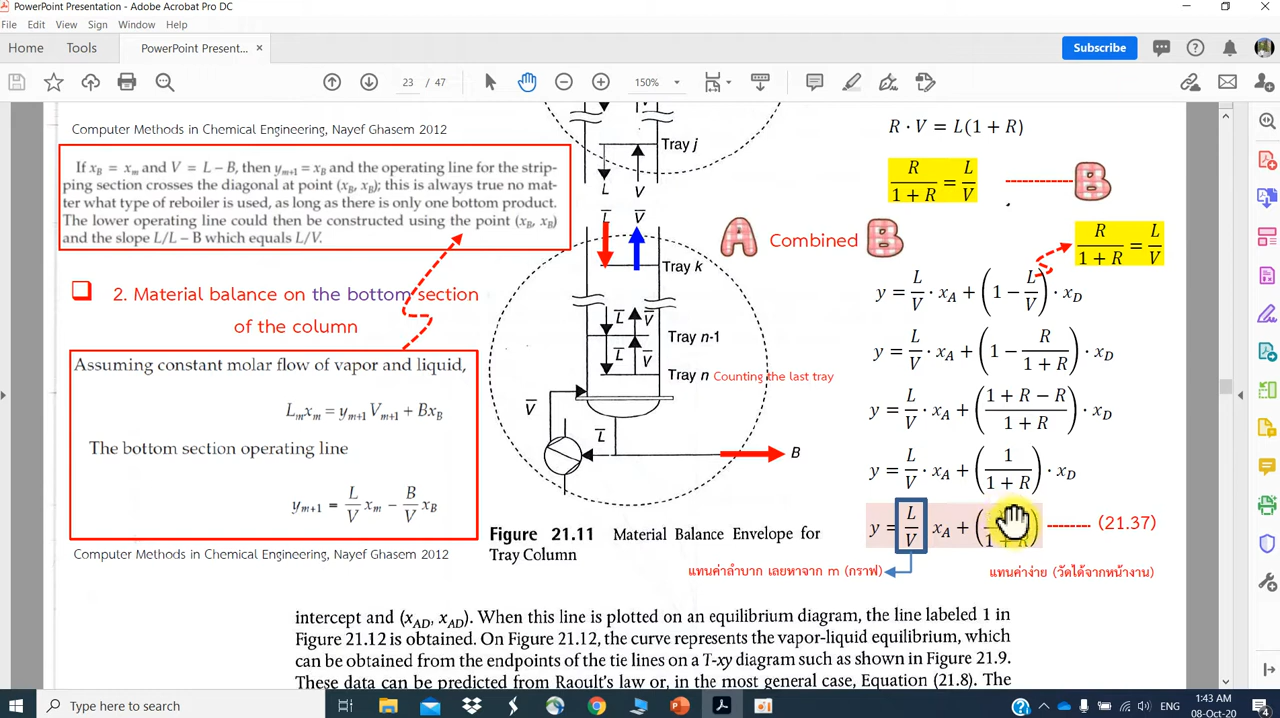 PowerPoint Presentation - Adobe Acrobat Pro DC
File Edit View Sign Window Help
Home Tools PowerPoint Present... × Subscribe
23 / 47 150%
Computer Methods in Chemical Engineering, Nayef Ghasem 2012
If x_B = x_m and V = L – B, then y_{m+1} = x_B and the operating line for the strip-
ping section crosses the diagonal at point (x_B, x_B); this is always true no mat-
ter what type of reboiler is used, as long as there is only one bottom product.
The lower operating line could then be constructed using the point (x_B, x_B)
and the slope L/L – B which equals L/V.
2. Material balance on the bottom section
of the column
Assuming constant molar flow of vapor and liquid,
L_m x_m = y_{m+1} V_{m+1} + B x_B
The bottom section operating line
y_{m+1} = L/V x_m − B/V x_B
Computer Methods in Chemical Engineering, Nayef Ghasem 2012
Tray j
L V
L̅ V̅
Tray k
L̅ V̅
Tray n-1
L̅ V̅
Tray n Counting the last tray
V̅
L̅
B
Figure 21.11 Material Balance Envelope for
Tray Column
R · V = L(1 + R)
R/(1 + R) = L/V B
A Combined B
R/(1 + R) = L/V
y = L/V · x_A + (1 − L/V) · x_D
y = L/V · x_A + (1 − R/(1 + R)) · x_D
y = L/V · x_A + ((1 + R − R)/(1 + R)) · x_D
y = L/V · x_A + (1/(1 + R)) · x_D
y = L/V x_A + ( 1 + R ) (21.37)
แทนค่าลำบาก เลยหาจาก m (กราฟ) แทนค่าง่าย (วัดได้จากหน้างาน)
intercept and (x_AD, x_AD). When this line is plotted on an equilibrium diagram, the line labeled 1 in
Figure 21.12 is obtained. On Figure 21.12, the curve represents the vapor-liquid equilibrium, which
can be obtained from the endpoints of the tie lines on a T-xy diagram such as shown in Figure 21.9.
These data can be predicted from Raoult's law or, in the most general case, Equation (21.8). The
Type here to search
ENG
1:43 AM
08-Oct-20
4